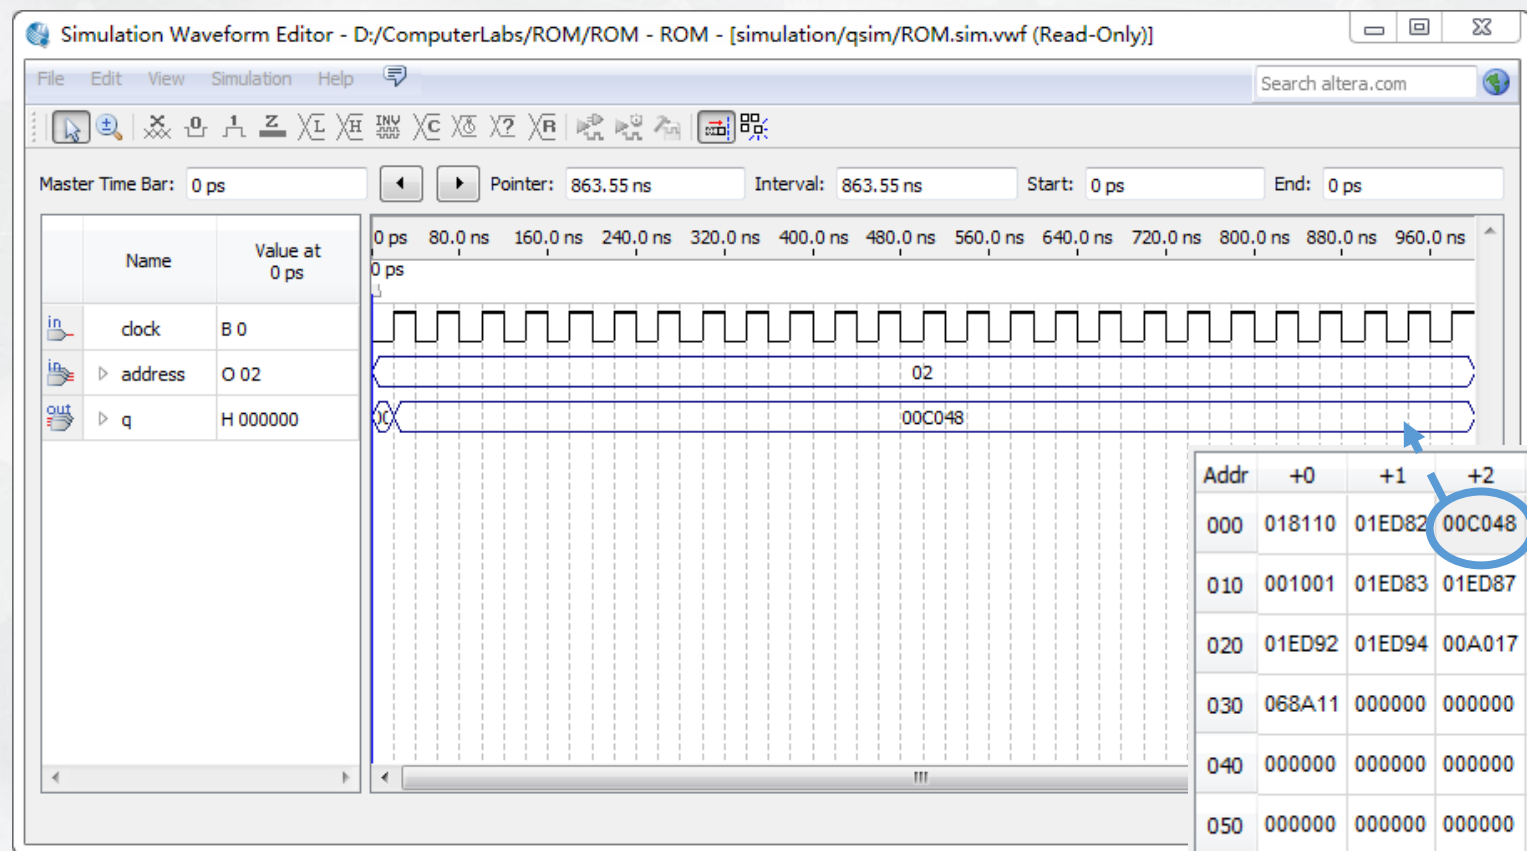 Simulation Waveform Editor - D:/ComputerLabs/ROM/ROM - ROM - [simulation/qsim/ROM.sim.vwf (Read-Only)]
File Edit View Simulation Help
Search altera.com
Master Time Bar: 0 ps Pointer: 863.55 ns Interval: 863.55 ns Start: 0 ps End: 0 ps
Name Value at 0 ps
0 ps 80.0 ns 160.0 ns 240.0 ns 320.0 ns 400.0 ns 480.0 ns 560.0 ns 640.0 ns 720.0 ns 800.0 ns 880.0 ns 960.0 ns
0 ps
in clock B 0
in address O 02 02
out q H 000000 00C048
Addr +0 +1 +2
000 018110 01ED82 00C048
010 001001 01ED83 01ED87
020 01ED92 01ED94 00A017
030 068A11 000000 000000
040 000000 000000 000000
050 000000 000000 000000